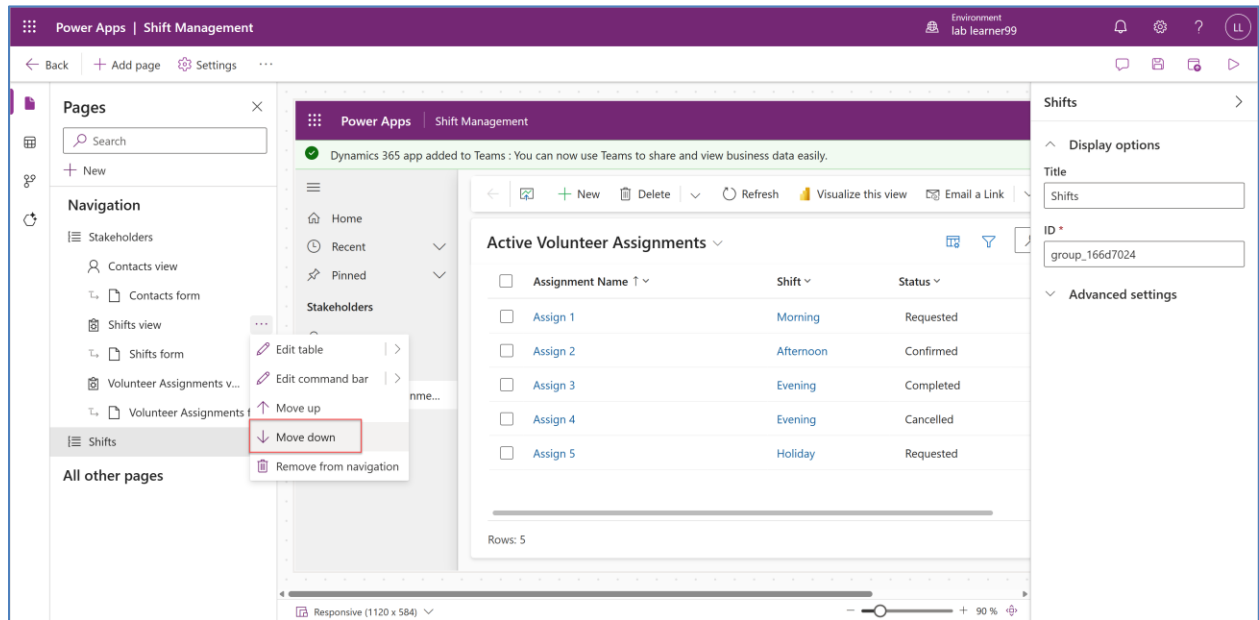 Power Apps | Shift Management
Environment
lab learner99
LL
Back
Add page
Settings
Pages
Search
New
Navigation
Stakeholders
Contacts view
Contacts form
Shifts view
Shifts form
Volunteer Assignments v...
Volunteer Assignments f
Shifts
All other pages
Edit table
Edit command bar
Move up
Move down
Remove from navigation
Power Apps | Shift Management
Dynamics 365 app added to Teams : You can now use Teams to share and view business data easily.
Home
Recent
Pinned
Stakeholders
nme...
New
Delete
Refresh
Visualize this view
Email a Link
Active Volunteer Assignments
Assignment Name Shift Status
Assign 1 Morning Requested
Assign 2 Afternoon Confirmed
Assign 3 Evening Completed
Assign 4 Evening Cancelled
Assign 5 Holiday Requested
Rows: 5
Responsive (1120 x 584)
90 %
Shifts
Display options
Title
Shifts
ID *
group_166d7024
Advanced settings